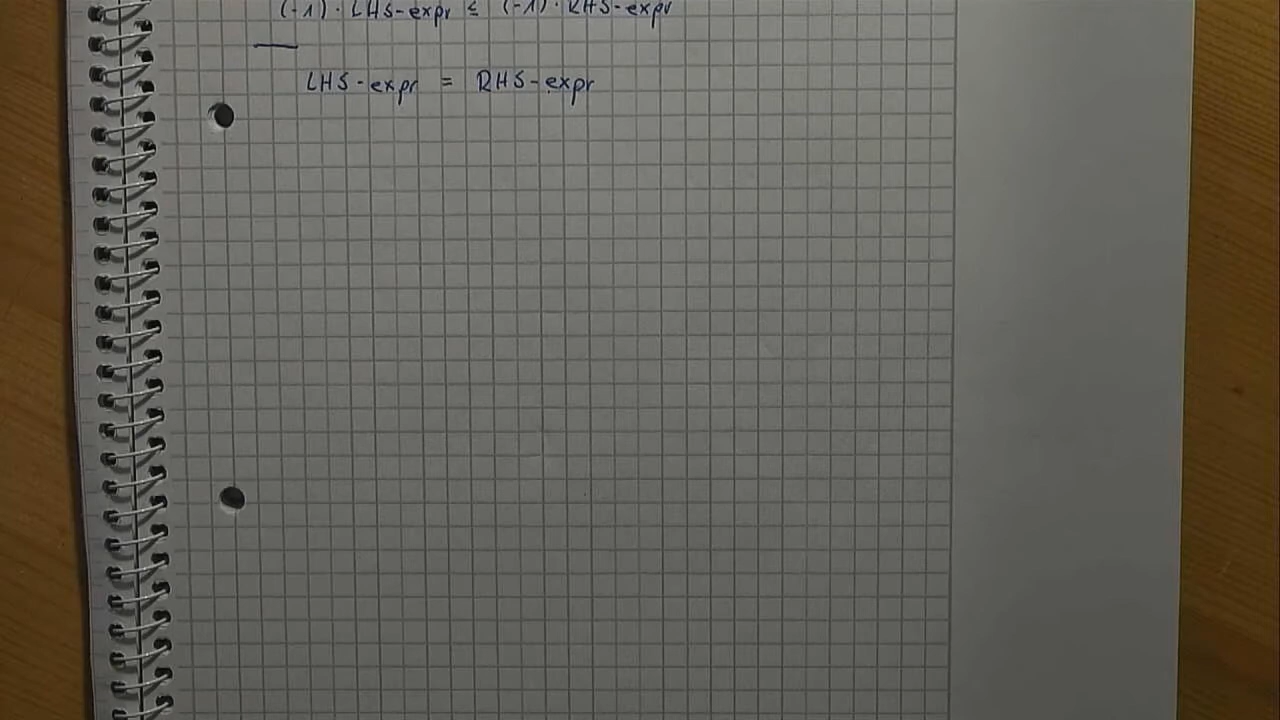 (-1) · LHS-expr ≤ (-1) · RHS-expr
LHS-expr = RHS-expr